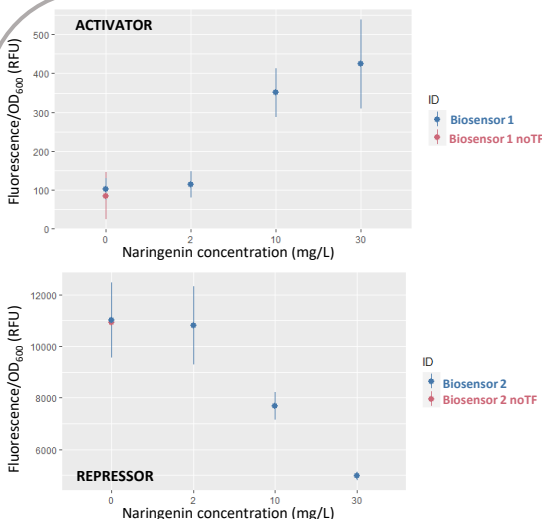 ACTIVATOR
Fluorescence/OD600 (RFU)
500
400
300
200
100
0
0 2 10 30
Naringenin concentration (mg/L)
ID
Biosensor 1
Biosensor 1 noTF
REPRESSOR
Fluorescence/OD600 (RFU)
12000
10000
8000
6000
0 2 10 30
Naringenin concentration (mg/L)
ID
Biosensor 2
Biosensor 2 noTF